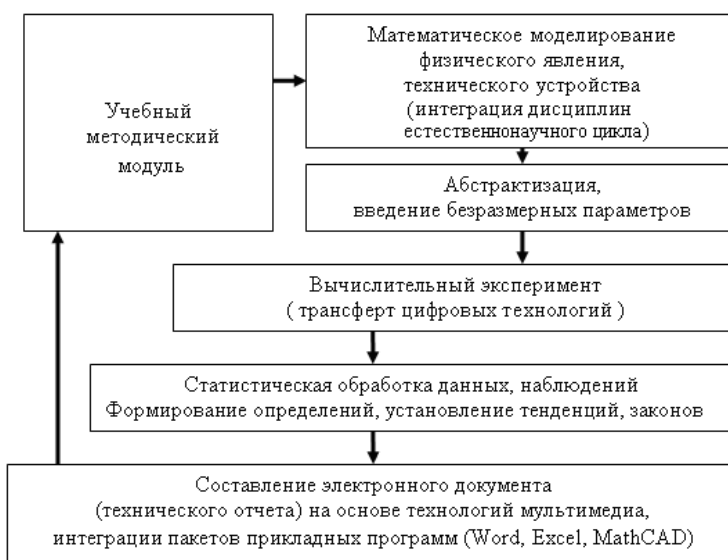 Учебный
методический
модуль
Математическое моделирование
физического явления,
технического устройства
(интеграция дисциплин
естественнонаучного цикла)
Абстрактизация,
введение безразмерных параметров
Вычислительный эксперимент
( трансферт цифровых технологий )
Статистическая обработка данных, наблюдений
Формирование определений, установление тенденций, законов
Составление электронного документа
(технического отчета) на основе технологий мультимедиа,
интеграции пакетов прикладных программ (Word, Excel, MathCAD)